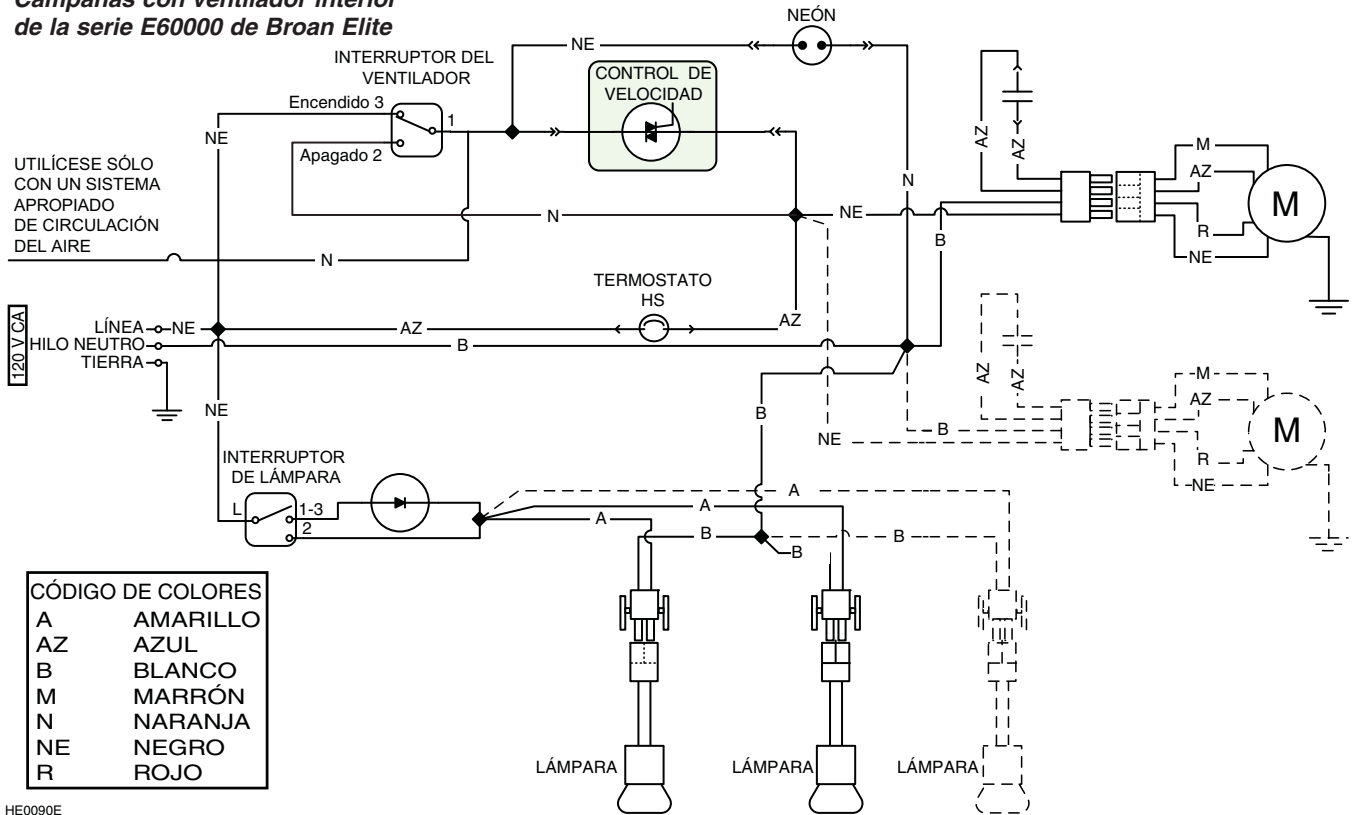 Campanas con ventilador interior
de la serie E60000 de Broan Elite
NEÓN
NE
INTERRUPTOR DEL
VENTILADOR
CONTROL DE
VELOCIDAD
Encendido 3
1
NE
Apagado 2
AZ
AZ
M
AZ
M
R
NE
UTILÍCESE SÓLO
CON UN SISTEMA
APROPIADO
DE CIRCULACIÓN
DEL AIRE
N
N
NE
B
N
TERMOSTATO
HS
120 V CA
LÍNEA
NE
AZ
AZ
HILO NEUTRO
B
TIERRA
AZ
AZ
M
AZ
M
R
NE
NE
B
NE
B
INTERRUPTOR
DE LÁMPARA
L
1-3
2
A
A
A
B
B
B
CÓDIGO DE COLORES
A AMARILLO
AZ AZUL
B BLANCO
M MARRÓN
N NARANJA
NE NEGRO
R ROJO
LÁMPARA
LÁMPARA
LÁMPARA
HE0090E